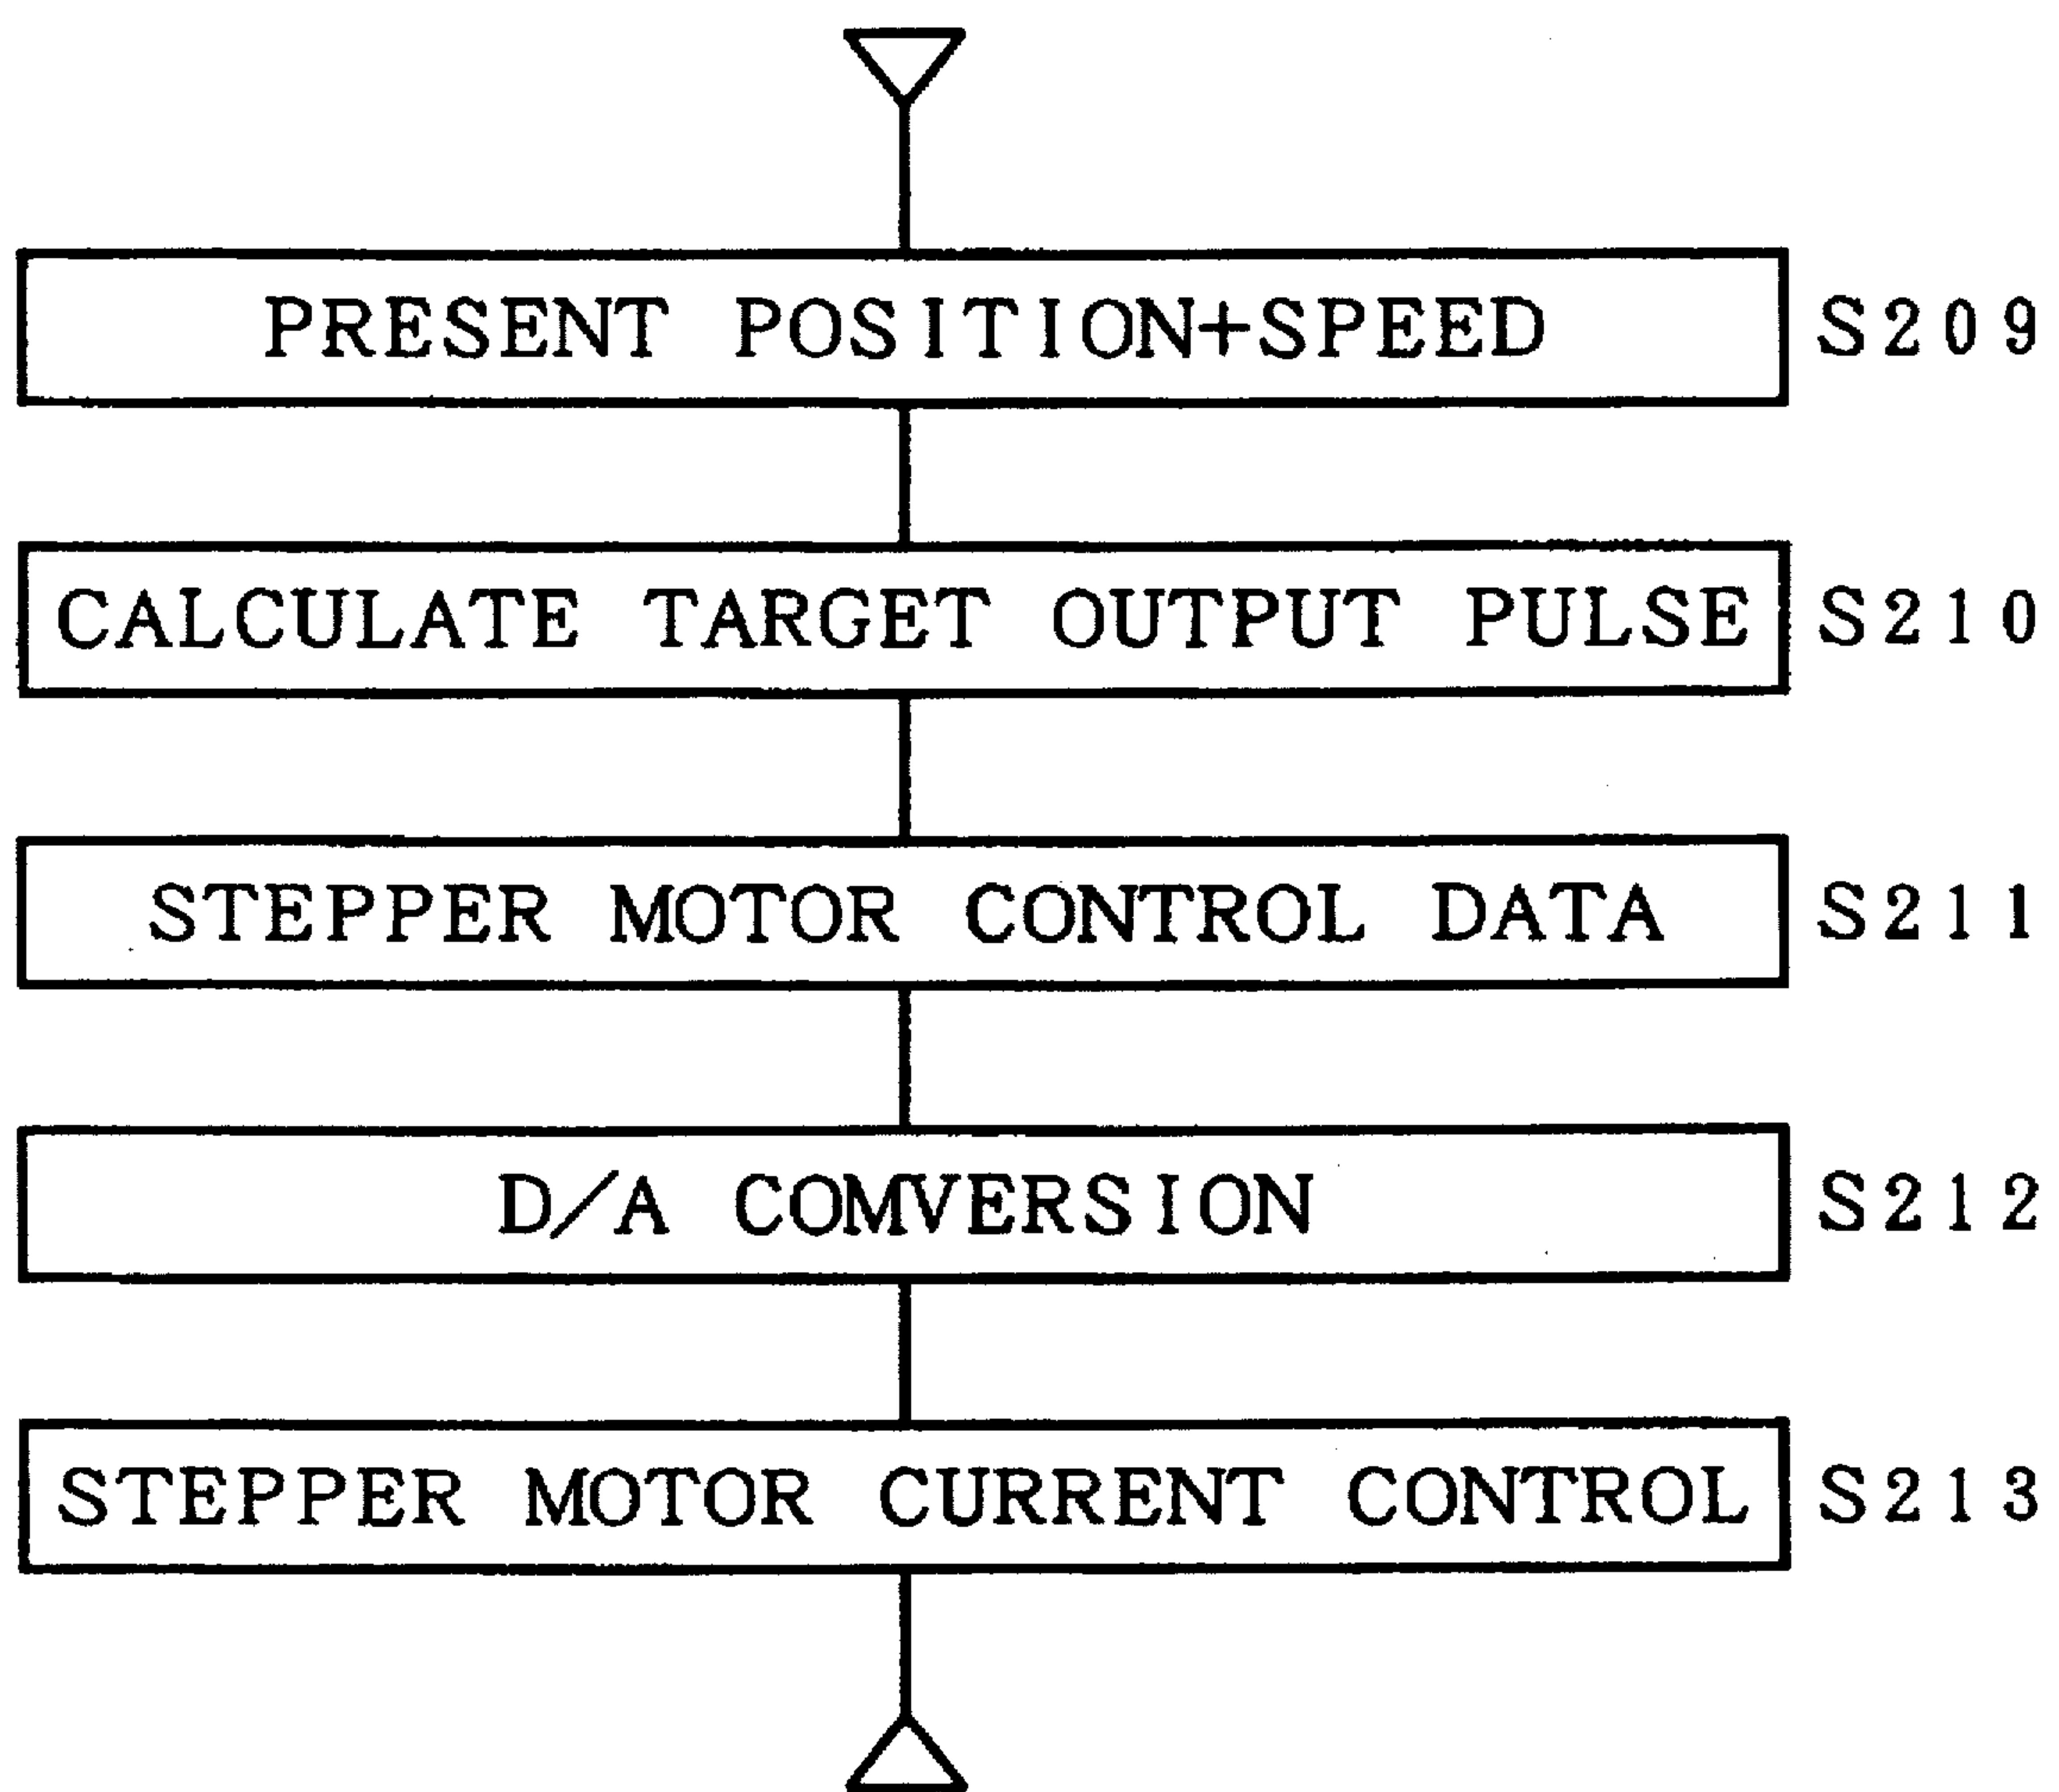 PRESENT POSITION+SPEED S209
CALCULATE TARGET OUTPUT PULSE S210
STEPPER MOTOR CONTROL DATA S211
D/A COMVERSION S212
STEPPER MOTOR CURRENT CONTROL S213